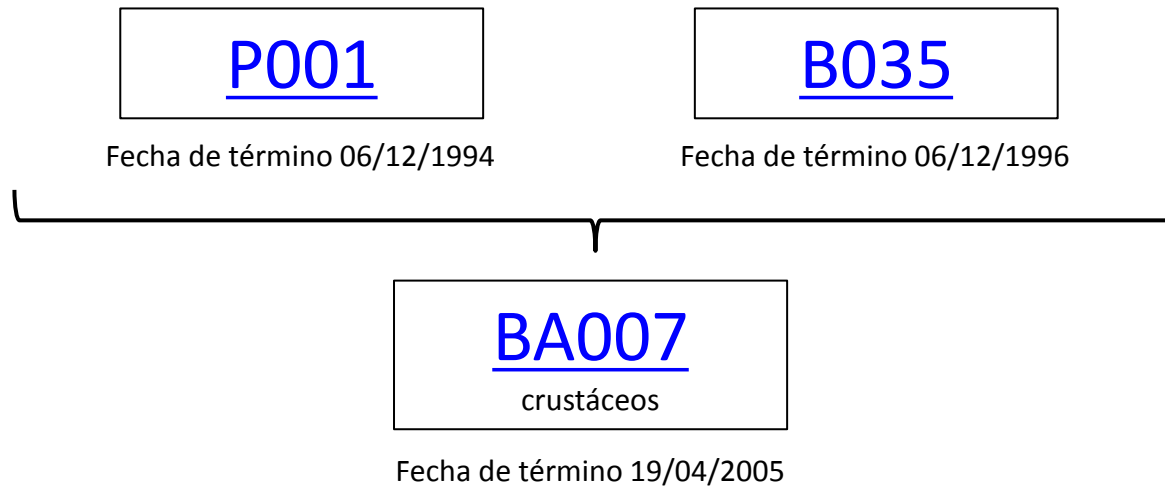 P001
B035
Fecha de término 06/12/1994
Fecha de término 06/12/1996
BA007
crustáceos
Fecha de término 19/04/2005